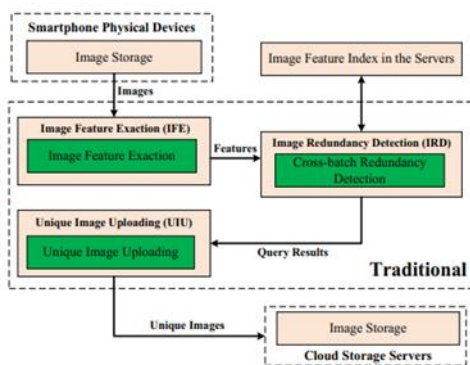 Smartphone Physical Devices
Image Storage
Image Feature Index in the Servers
Images
Image Feature Exaction (IFE)
Image Feature Exaction
Features
Image Redundancy Detection (IRD)
Cross-batch Redundancy
Detection
Unique Image Uploading (UIU)
Unique Image Uploading
Query Results
Traditional
Unique Images
Image Storage
Cloud Storage Servers